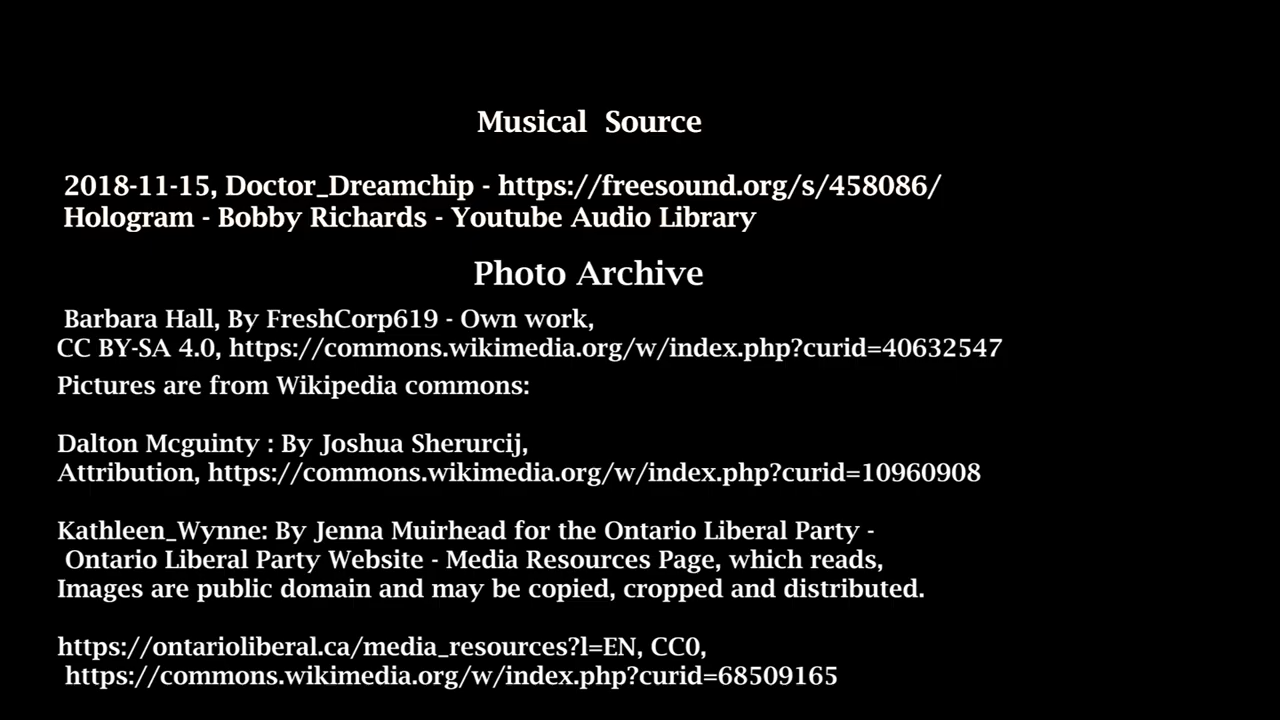 Musical Source
2018-11-15, Doctor_Dreamchip - https://freesound.org/s/458086/
Hologram - Bobby Richards - Youtube Audio Library
Photo Archive
Barbara Hall, By FreshCorp619 - Own work,
CC BY-SA 4.0, https://commons.wikimedia.org/w/index.php?curid=40632547
Pictures are from Wikipedia commons:
Dalton Mcguinty : By Joshua Sherurcij,
Attribution, https://commons.wikimedia.org/w/index.php?curid=10960908
Kathleen_Wynne: By Jenna Muirhead for the Ontario Liberal Party -
Ontario Liberal Party Website - Media Resources Page, which reads,
Images are public domain and may be copied, cropped and distributed.
https://ontarioliberal.ca/media_resources?l=EN, CC0,
https://commons.wikimedia.org/w/index.php?curid=68509165